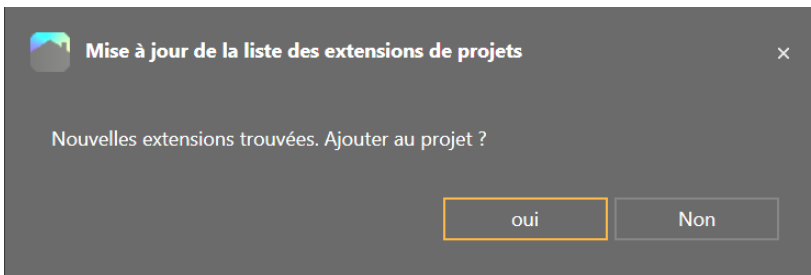 Mise à jour de la liste des extensions de projets
Nouvelles extensions trouvées. Ajouter au projet ?
oui
Non